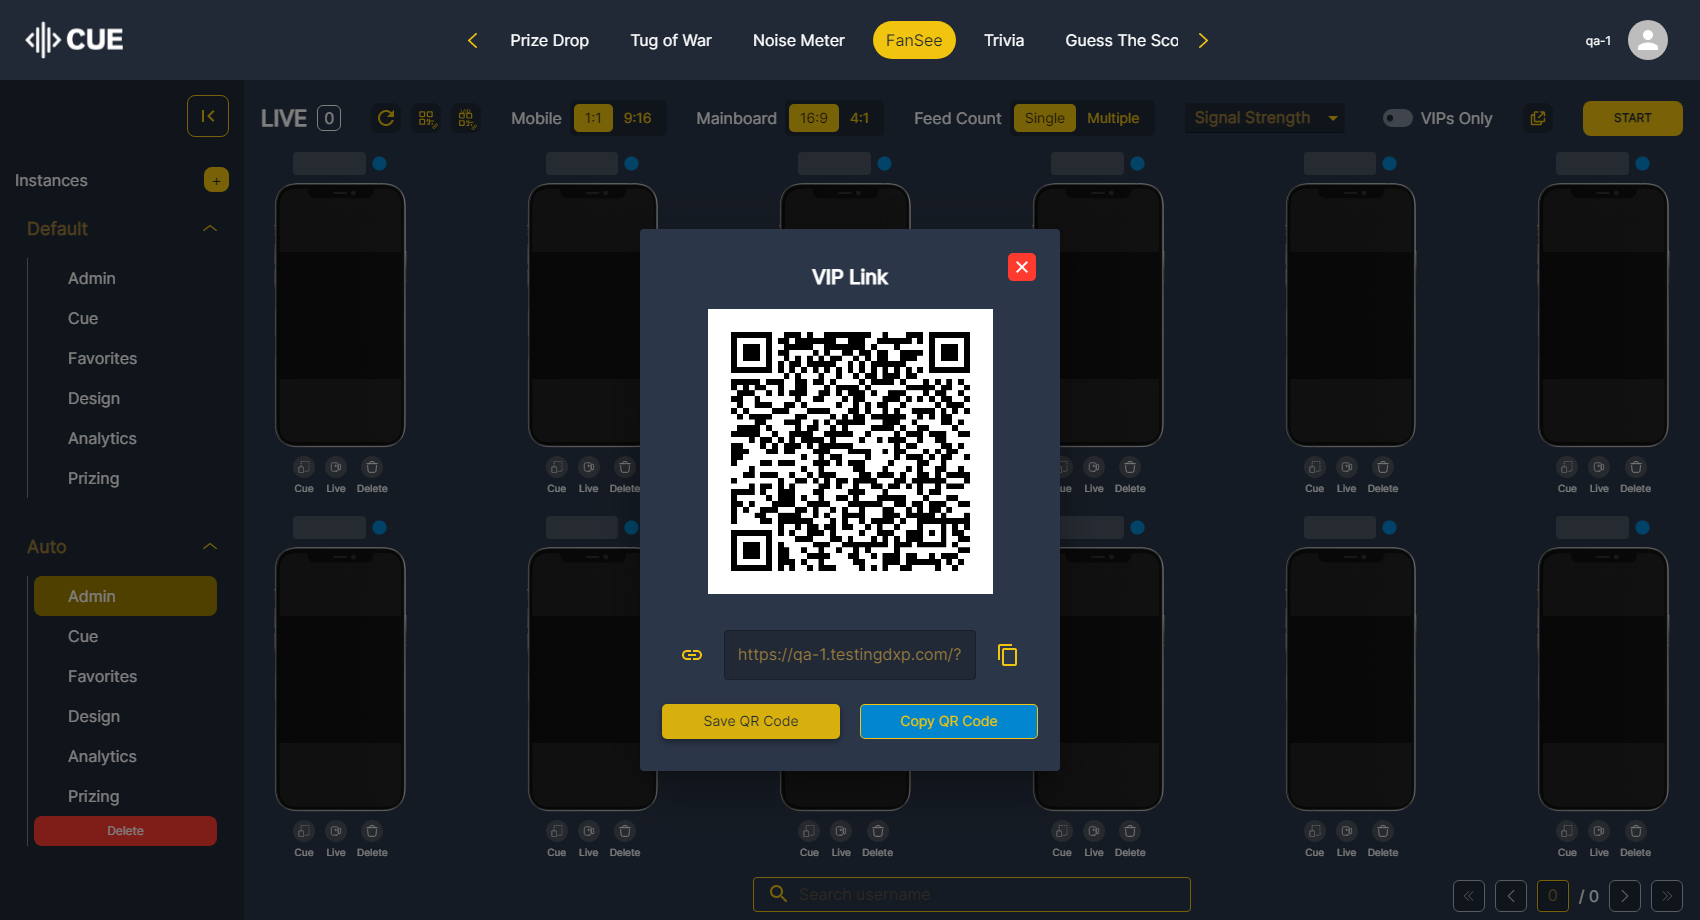 CUE
Prize Drop
Tug of War
Noise Meter
FanSee
Trivia
Guess The Sco
qa-1
LIVE 0
Mobile 1:1 9:16
Mainboard 16:9 4:1
Feed Count Single Multiple
Signal Strength
VIPs Only
START
Instances
+
Default
Admin
Cue
Favorites
Design
Analytics
Prizing
Auto
Admin
Cue
Favorites
Design
Analytics
Prizing
Delete
VIP Link
https://qa-1.testingdxp.com/?
Save QR Code
Copy QR Code
Cue Live Delete
Cue Live Delete
ue Live Delete
Cue Live Delete
Cue Live Delete
Cue Live Delete
Cue Live Delete
Cue Live Delete
Cue Live Delete
Cue Live Delete
Cue Live Delete
Search username
0 / 0